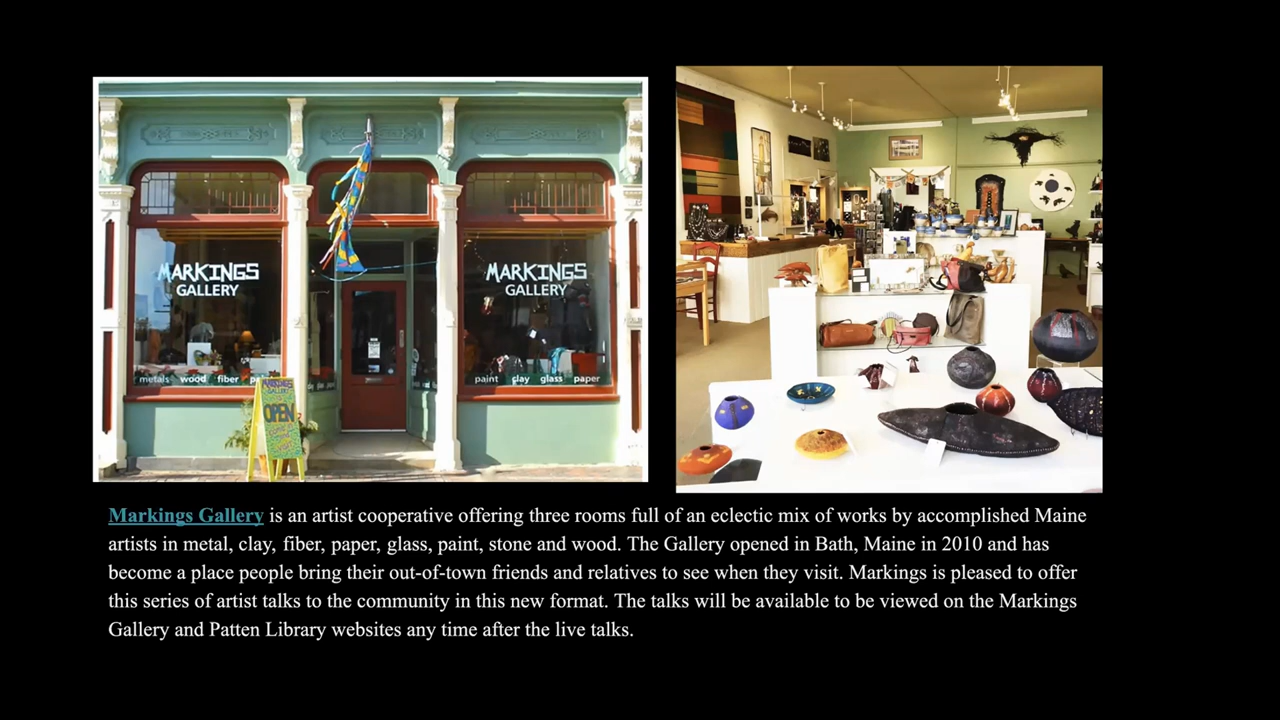 MARKINGS
GALLERY
MARKINGS
GALLERY
metals wood fiber
paint clay glass paper
MARKINGS
GALLERY
OPEN
Markings Gallery is an artist cooperative offering three rooms full of an eclectic mix of works by accomplished Maine
artists in metal, clay, fiber, paper, glass, paint, stone and wood. The Gallery opened in Bath, Maine in 2010 and has
become a place people bring their out-of-town friends and relatives to see when they visit. Markings is pleased to offer
this series of artist talks to the community in this new format. The talks will be available to be viewed on the Markings
Gallery and Patten Library websites any time after the live talks.